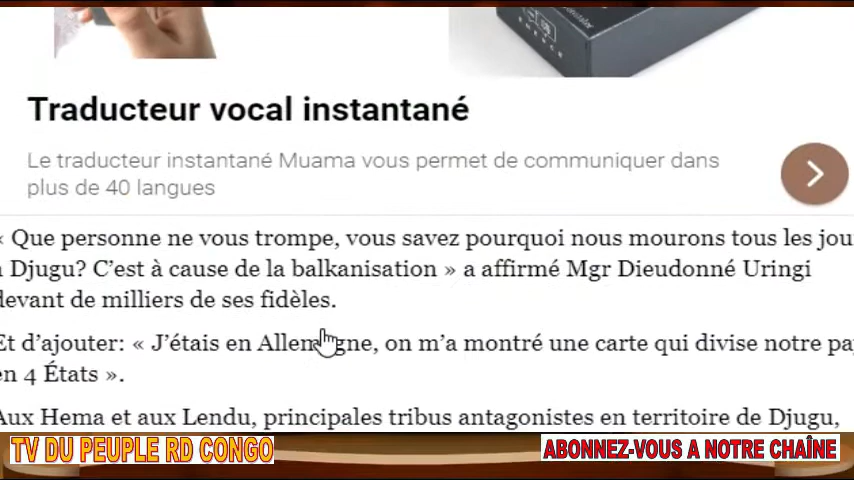 Traducteur vocal instantané
Le traducteur instantané Muama vous permet de communiquer dans
plus de 40 langues
« Que personne ne vous trompe, vous savez pourquoi nous mourons tous les jou
à Djugu? C’est à cause de la balkanisation » a affirmé Mgr Dieudonné Uringi
devant de milliers de ses fidèles.
Et d’ajouter: « J’étais en Allemagne, on m’a montré une carte qui divise notre pa
en 4 États ».
Aux Hema et aux Lendu, principales tribus antagonistes en territoire de Djugu,
TV DU PEUPLE RD CONGO
ABONNEZ-VOUS A NOTRE CHAÎNE